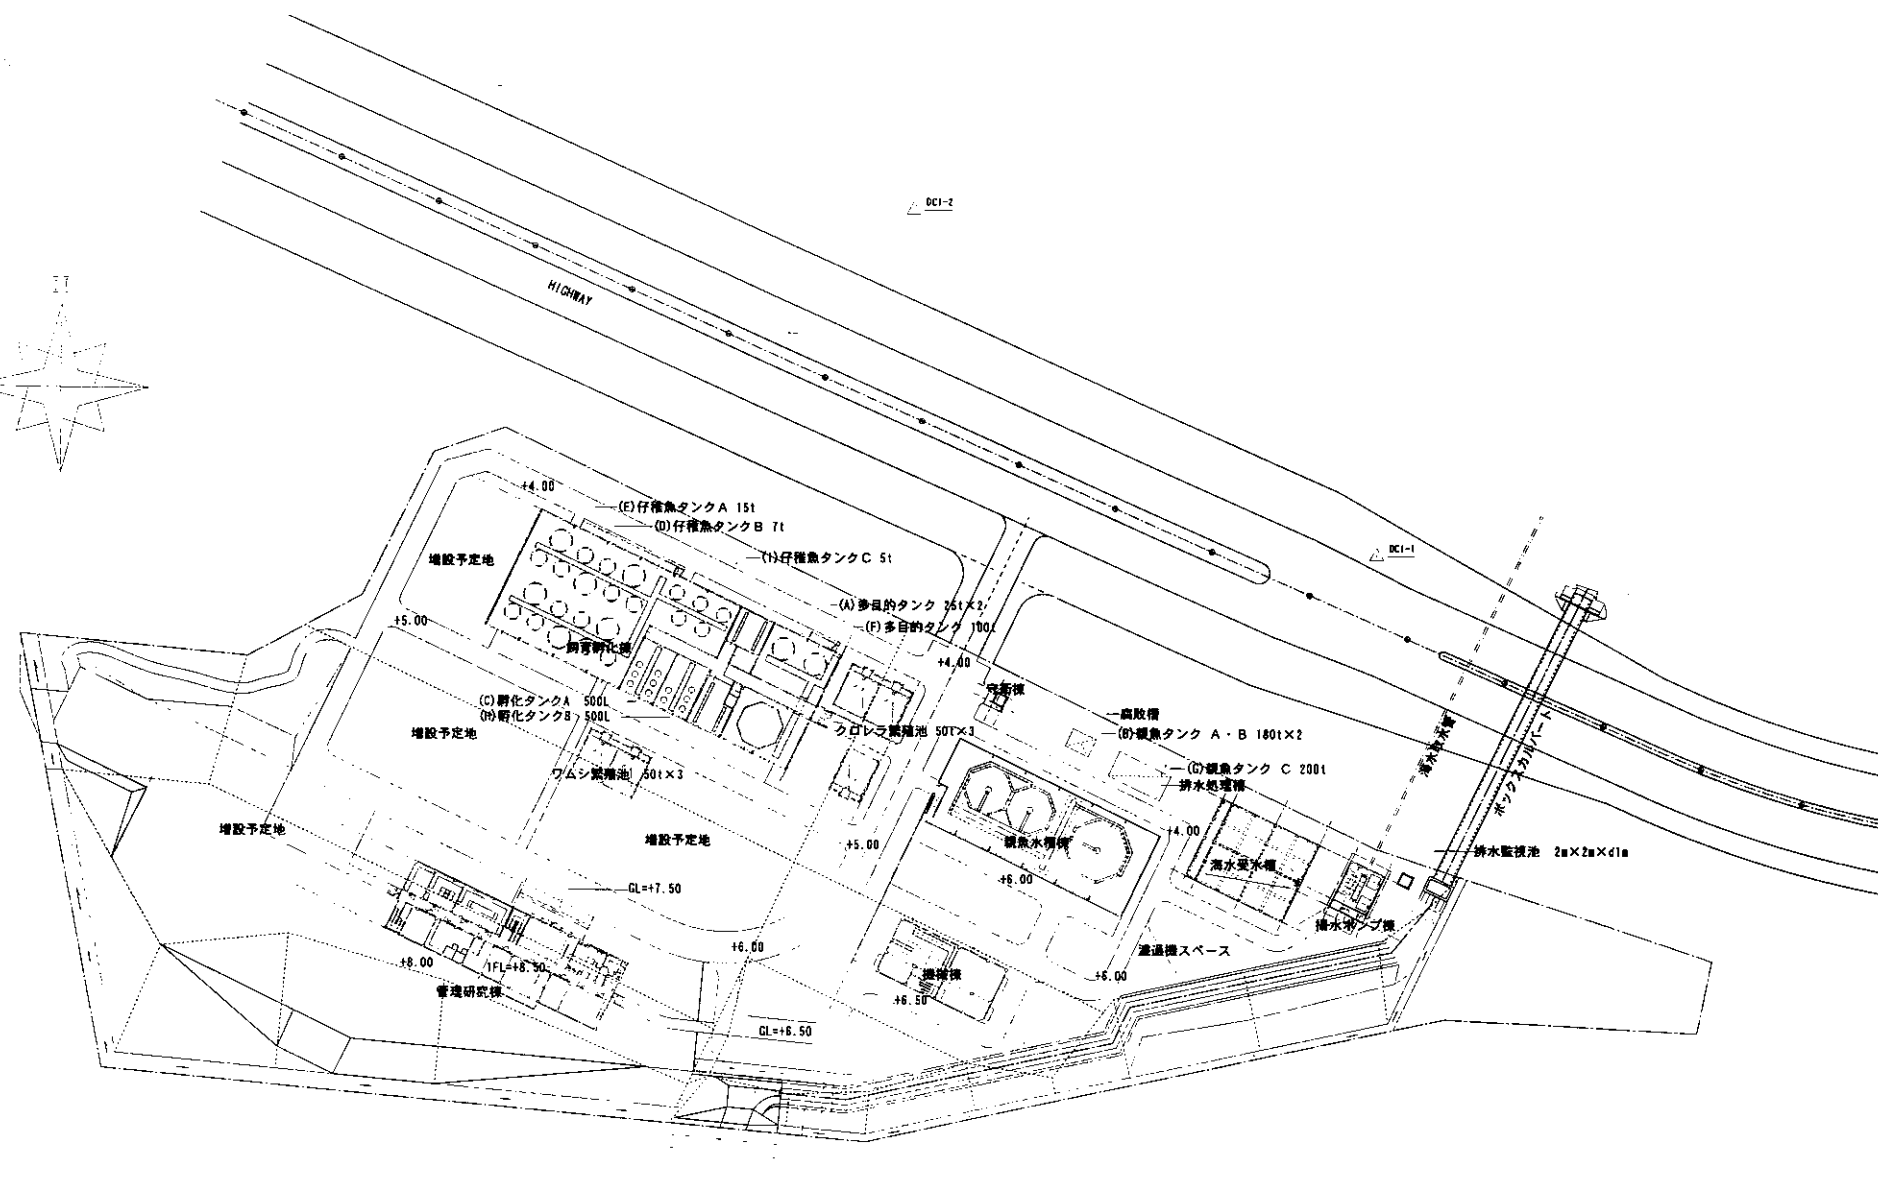 DC1-2
HIGHWAY
DC1-1
+4.00
(E)仔稚魚タンクA 15t
(D)仔稚魚タンクB 7t
(I)仔稚魚タンクC 5t
増設予定地
(A)多目的タンク 25t×2
(F)多目的タンク 100t
+5.00
飼育孵化棟
+4.00
守衛棟
(C)孵化タンクA 500L
(H)孵化タンクB 500L
腐敗槽
クロレラ繁殖池 50t×3
(B)親魚タンク A・B 180t×2
増設予定地
海水取水管
ボックスカルバート
ワムシ繁殖池 50t×3
(G)親魚タンク C 200t
排水処理槽
増設予定地
増設予定地
+5.00
親魚水槽棟
+4.00
排水監視池 2m×2m×d1m
海水受水槽
+6.00
GL=+7.50
揚水ポンプ棟
+6.00
濾過機スペース
+8.00
1FL=+8.50
機械棟
+6.00
管理研究棟
+6.50
GL=+6.50